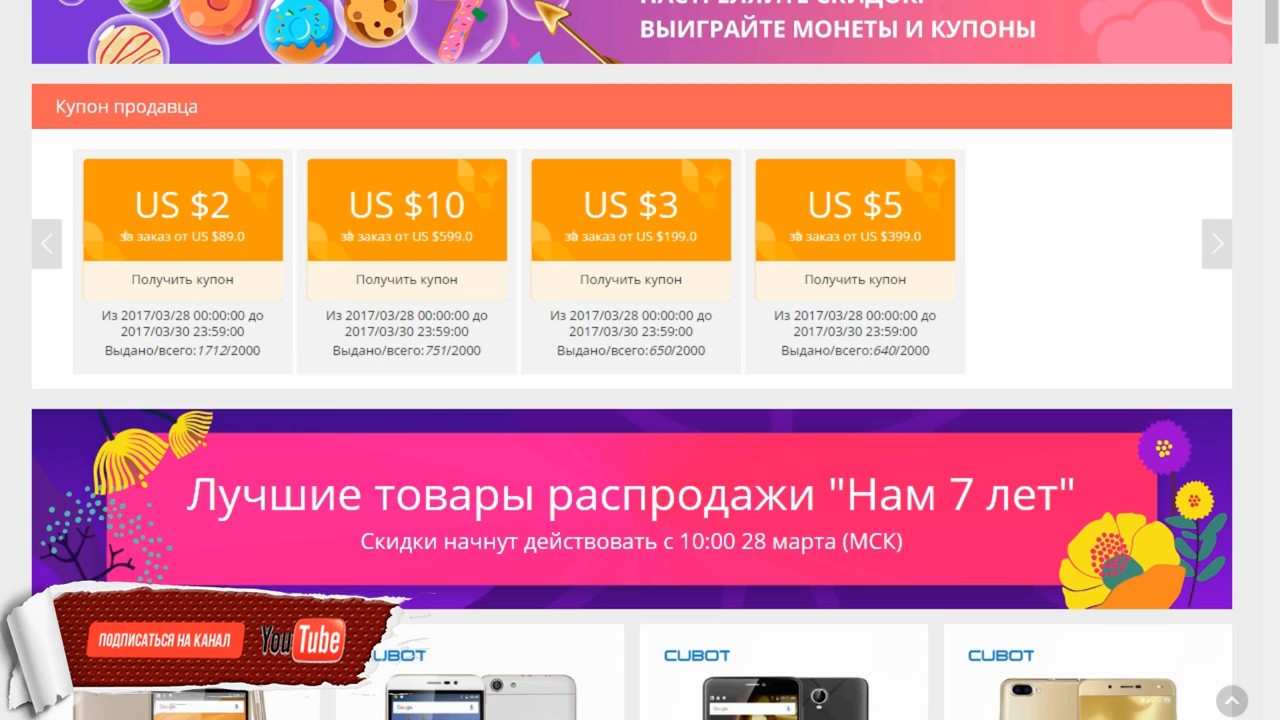 ВЫИГРАЙТЕ МОНЕТЫ И КУПОНЫ
Купон продавца
US $2
за заказ от US $89.0
Получить купон
Из 2017/03/28 00:00:00 до
2017/03/30 23:59:00
Выдано/всего:1712/2000
US $10
за заказ от US $599.0
Получить купон
Из 2017/03/28 00:00:00 до
2017/03/30 23:59:00
Выдано/всего:751/2000
US $3
за заказ от US $199.0
Получить купон
Из 2017/03/28 00:00:00 до
2017/03/30 23:59:00
Выдано/всего:650/2000
US $5
за заказ от US $399.0
Получить купон
Из 2017/03/28 00:00:00 до
2017/03/30 23:59:00
Выдано/всего:640/2000
Лучшие товары распродажи "Нам 7 лет"
Скидки начнут действовать с 10:00 28 марта (МСК)
ПОДПИСАТЬСЯ НА КАНАЛ
YouTube
UBOT
CUBOT
CUBOT
Google
Google